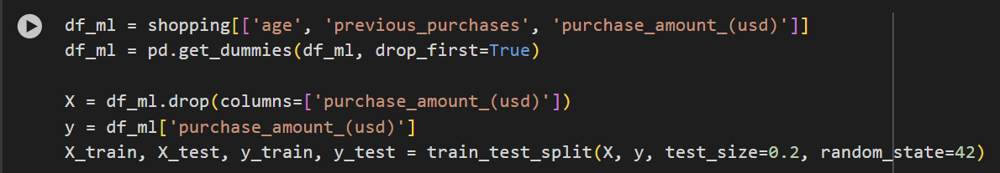 df_ml = shopping[['age', 'previous_purchases', 'purchase_amount_(usd)']]
df_ml = pd.get_dummies(df_ml, drop_first=True)
X = df_ml.drop(columns=['purchase_amount_(usd)'])
y = df_ml['purchase_amount_(usd)']
X_train, X_test, y_train, y_test = train_test_split(X, y, test_size=0.2, random_state=42)